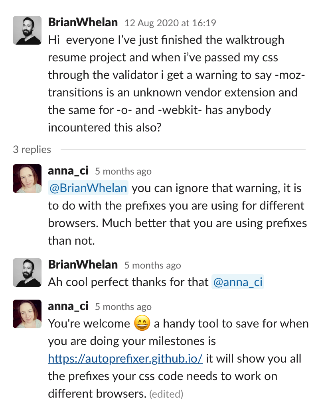 BrianWhelan 12 Aug 2020 at 16:19
Hi everyone I've just finished the walktrough
resume project and when i've passed my css
through the validator i get a warning to say -moz-
transitions is an unknown vendor extension and
the same for -o- and -webkit- has anybody
incountered this also?
3 replies
anna_ci 5 months ago
@BrianWhelan you can ignore that warning, it is
to do with the prefixes you are using for different
browsers. Much better that you are using prefixes
than not.
BrianWhelan 5 months ago
Ah cool perfect thanks for that @anna_ci
anna_ci 5 months ago
You're welcome 😄 a handy tool to save for when
you are doing your milestones is
https://autoprefixer.github.io/ it will show you all
the prefixes your css code needs to work on
different browsers. (edited)